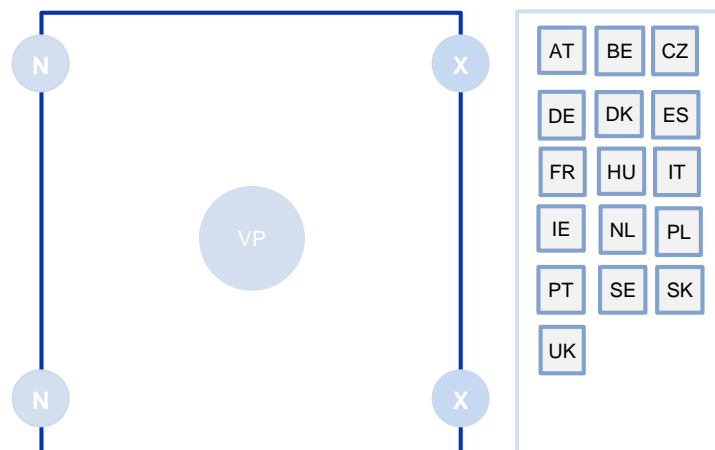 N
X
VP
N
X
AT BE CZ
DE DK ES
FR HU IT
IE NL PL
PT SE SK
UK